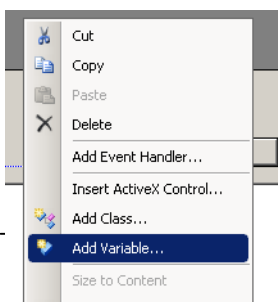 Cut
Copy
Paste
Delete
Add Event Handler...
Insert ActiveX Control...
Add Class...
Add Variable...
Size to Content